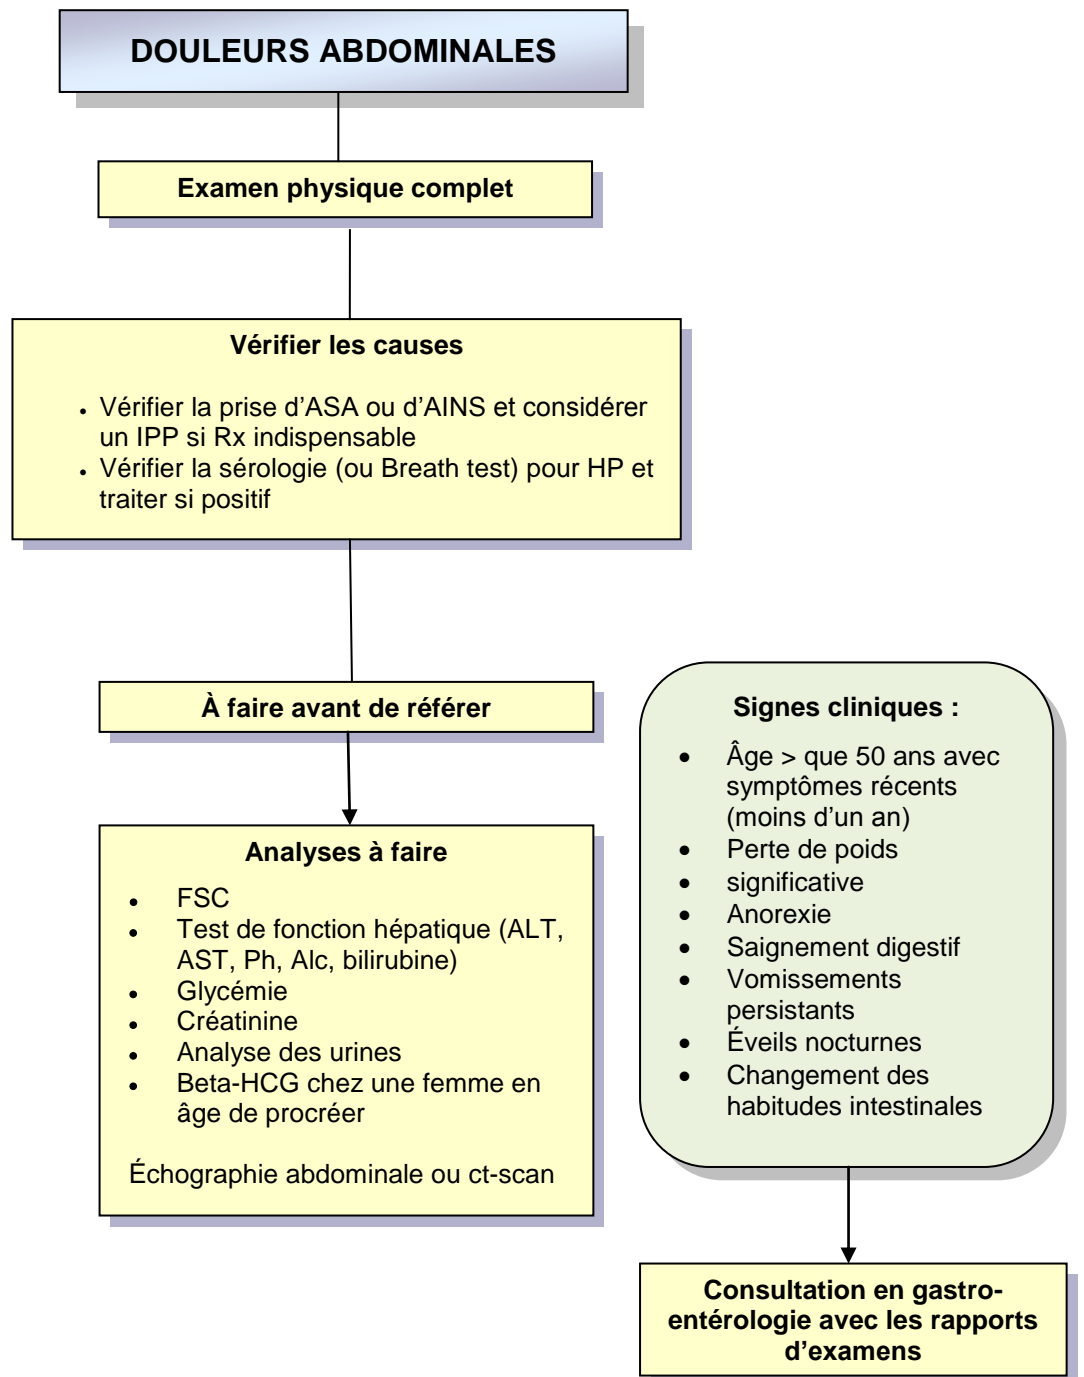 DOULEURS ABDOMINALES
Examen physique complet
Vérifier les causes
• Vérifier la prise d’ASA ou d’AINS et considérer
un IPP si Rx indispensable
• Vérifier la sérologie (ou Breath test) pour HP et
traiter si positif
À faire avant de référer
Analyses à faire
• FSC
• Test de fonction hépatique (ALT,
AST, Ph, Alc, bilirubine)
• Glycémie
• Créatinine
• Analyse des urines
• Beta-HCG chez une femme en
âge de procréer
Échographie abdominale ou ct-scan
Signes cliniques :
• Âge > que 50 ans avec
symptômes récents
(moins d’un an)
• Perte de poids
• significative
• Anorexie
• Saignement digestif
• Vomissements
persistants
• Éveils nocturnes
• Changement des
habitudes intestinales
Consultation en gastro-
entérologie avec les rapports
d’examens